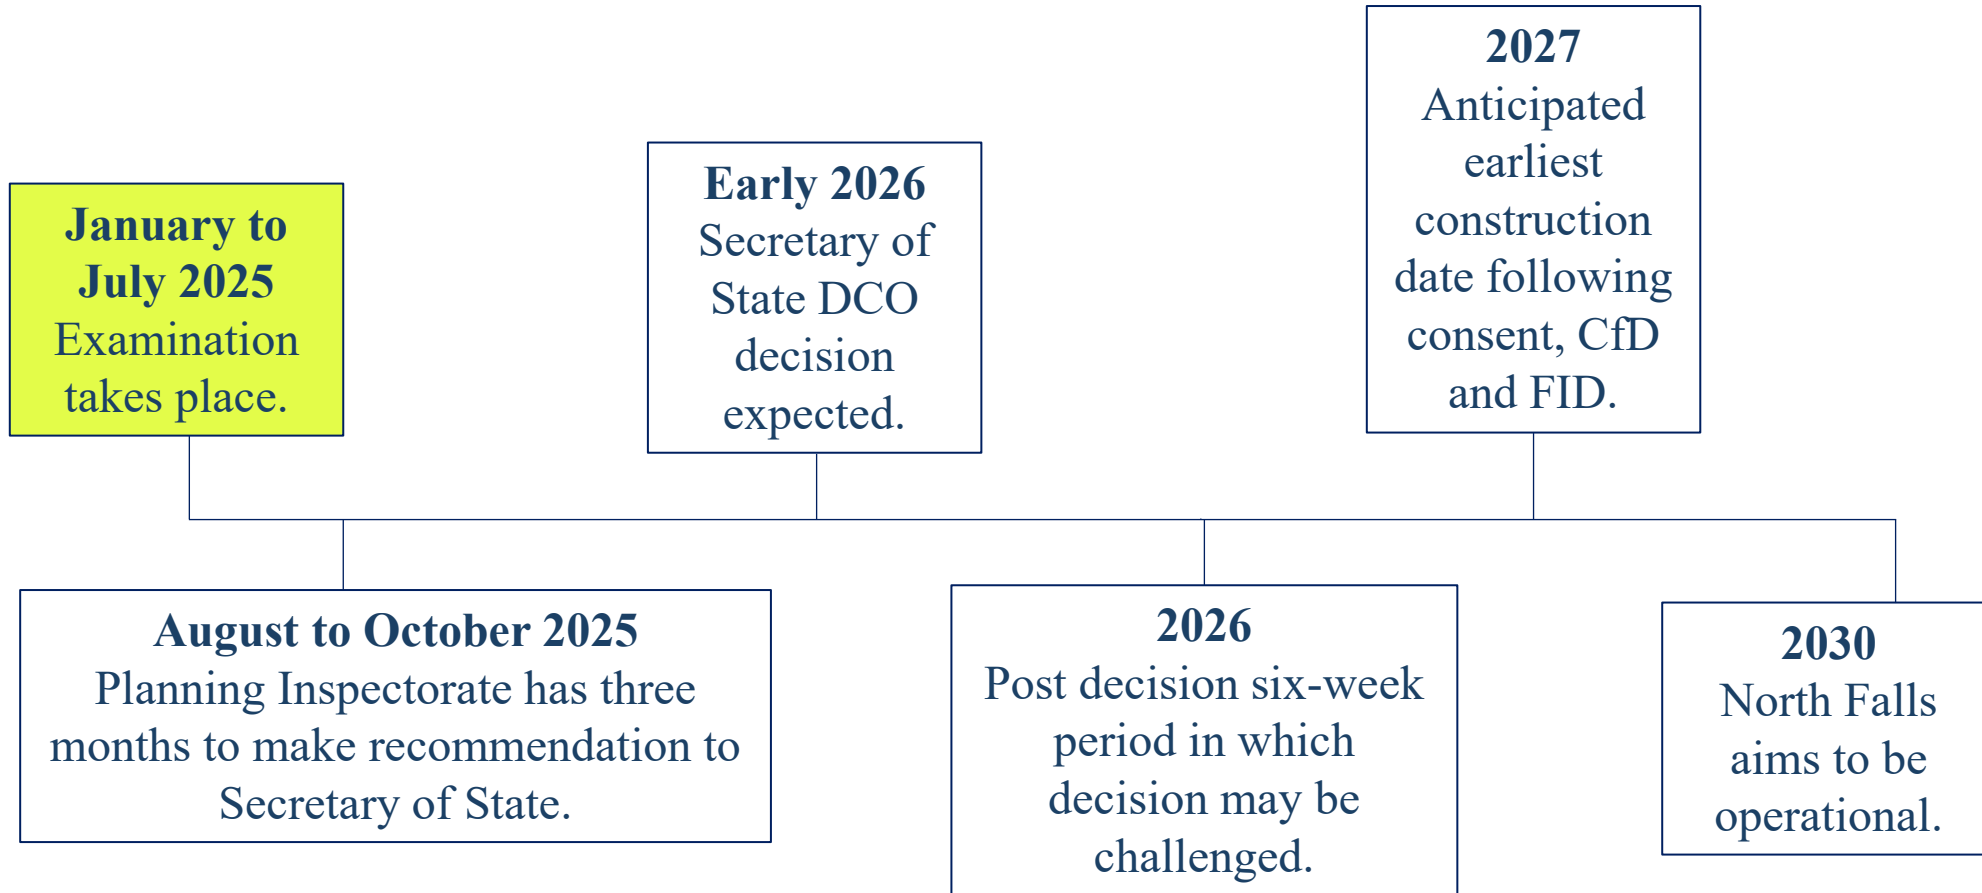 January to
July 2025
Examination
takes place.
August to October 2025
Planning Inspectorate has three
months to make recommendation to
Secretary of State.
Early 2026
Secretary of
State DCO
decision
expected.
2026
Post decision six-week
period in which
decision may be
challenged.
2027
Anticipated
earliest
construction
date following
consent, CfD
and FID.
2030
North Falls
aims to be
operational.